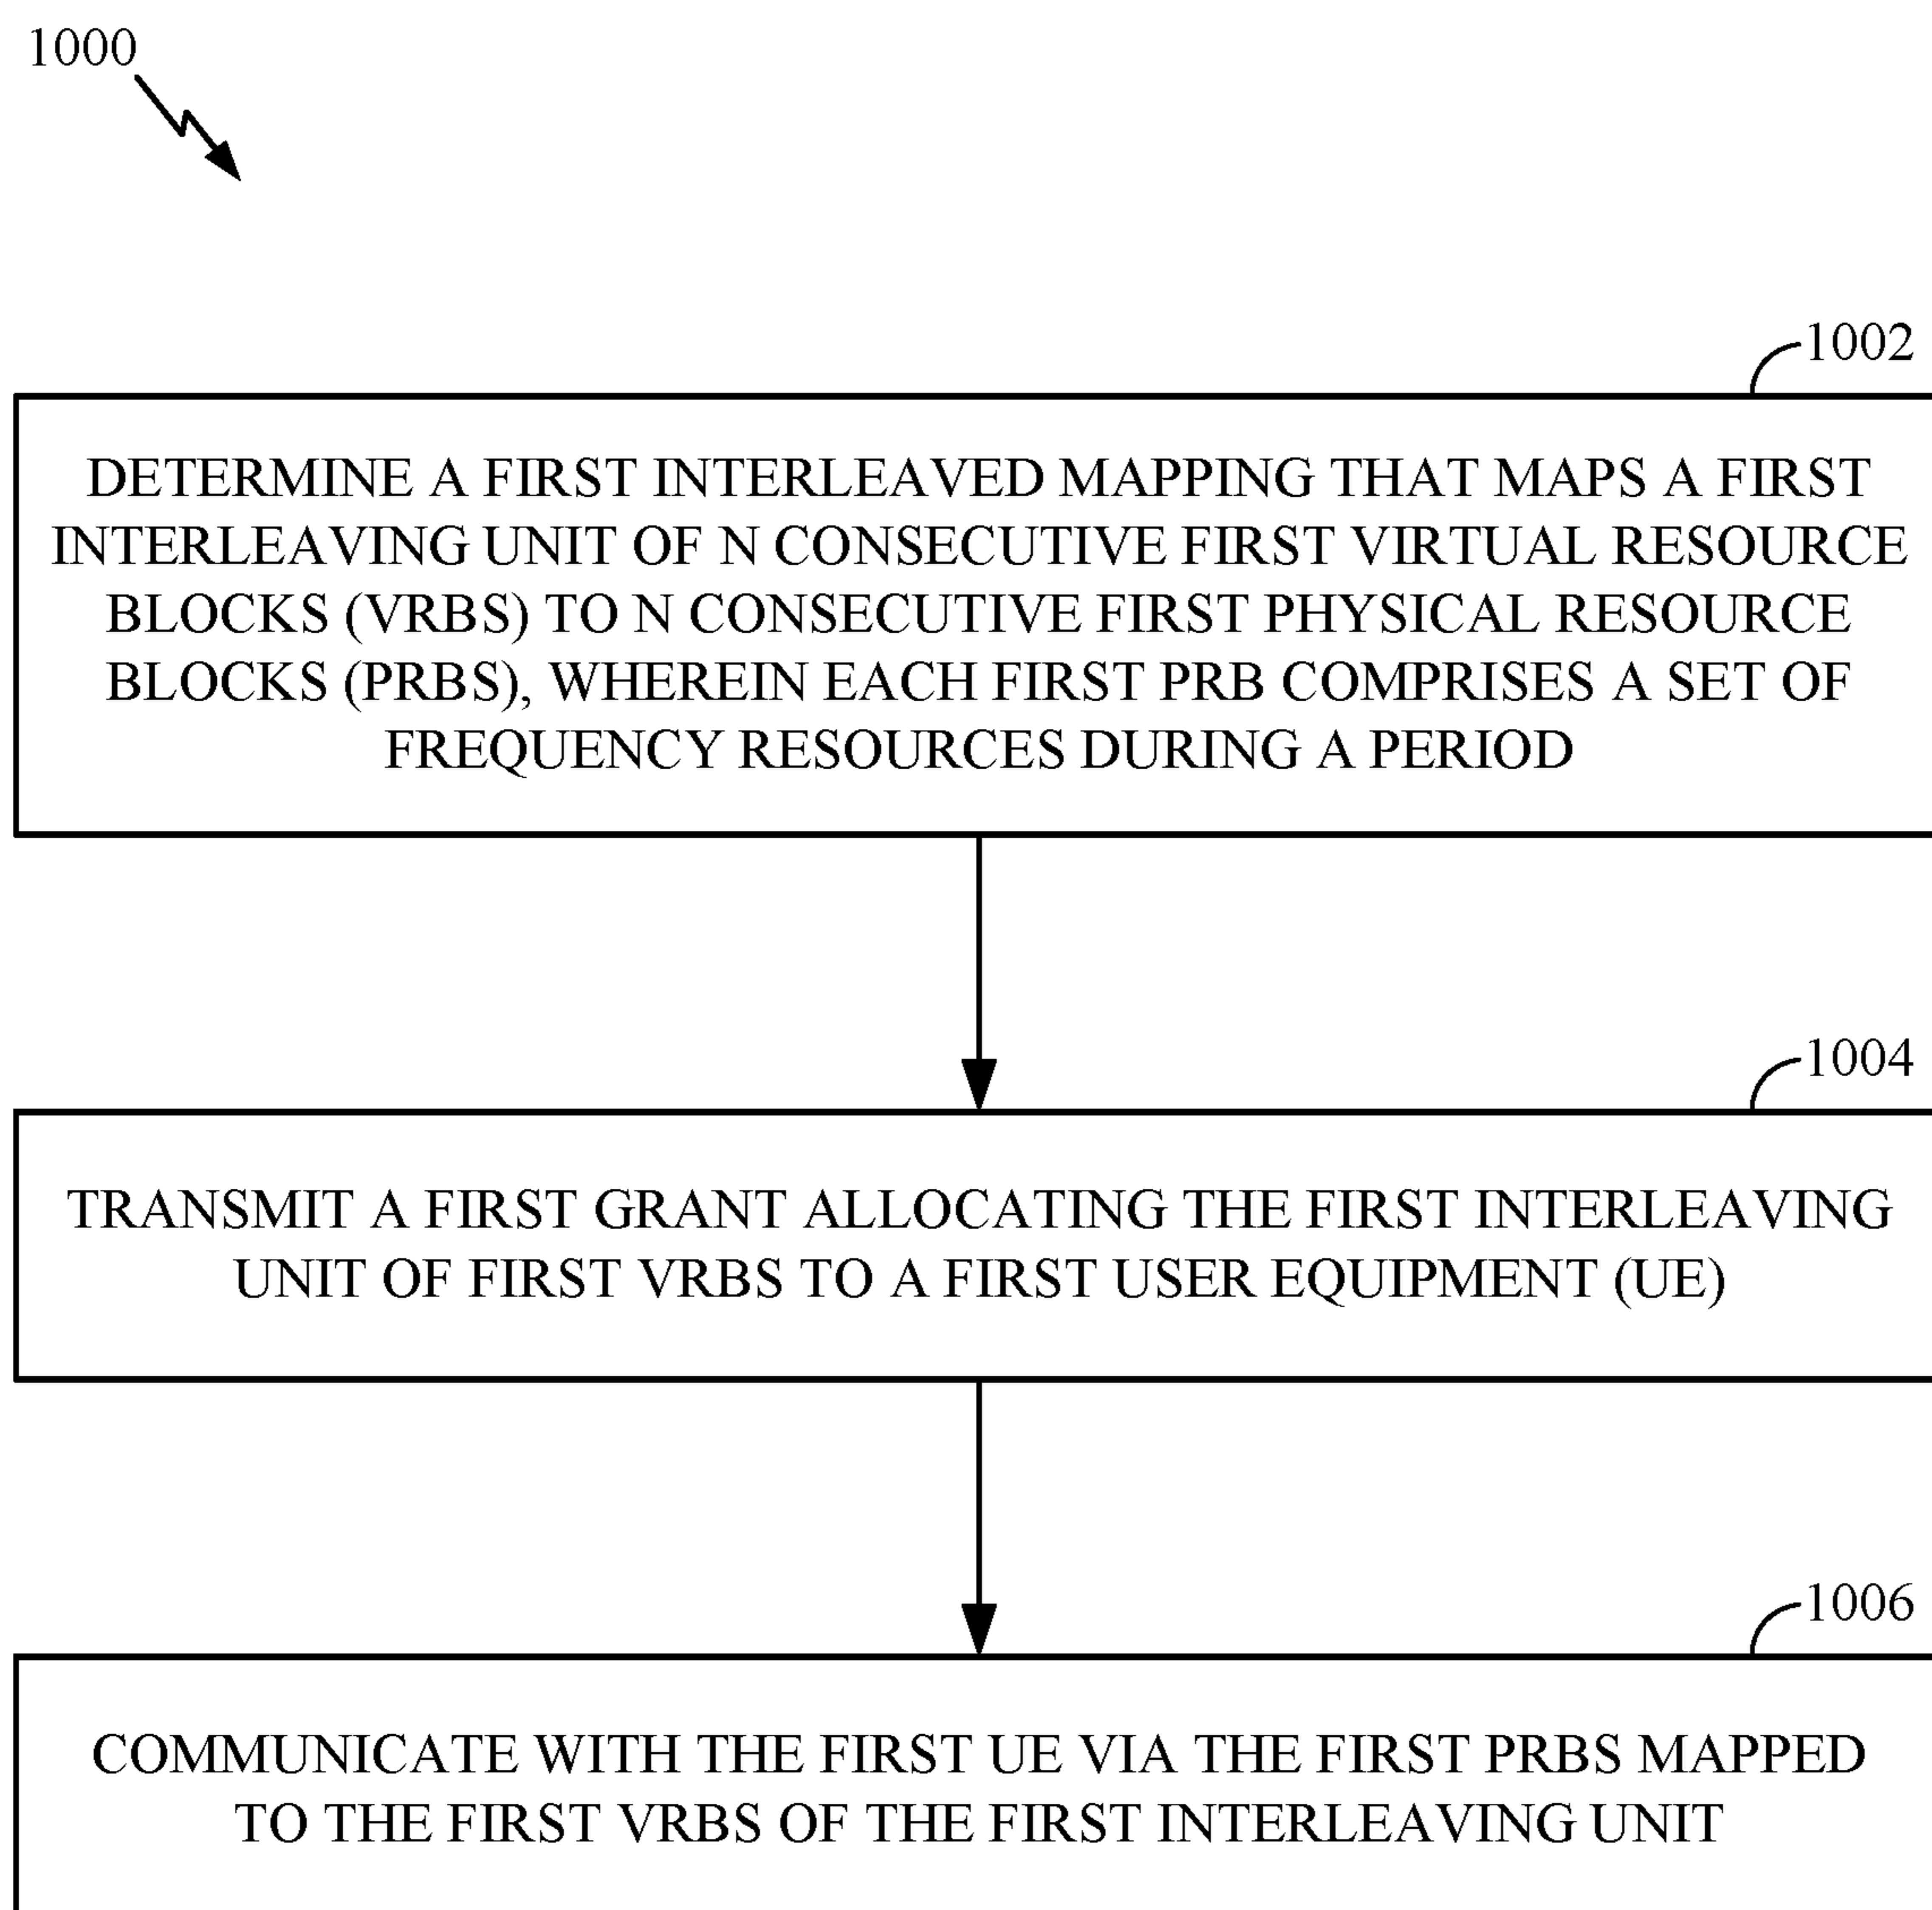 1000
1002
DETERMINE A FIRST INTERLEAVED MAPPING THAT MAPS A FIRST
INTERLEAVING UNIT OF N CONSECUTIVE FIRST VIRTUAL RESOURCE
BLOCKS (VRBS) TO N CONSECUTIVE FIRST PHYSICAL RESOURCE
BLOCKS (PRBS), WHEREIN EACH FIRST PRB COMPRISES A SET OF
FREQUENCY RESOURCES DURING A PERIOD
1004
TRANSMIT A FIRST GRANT ALLOCATING THE FIRST INTERLEAVING
UNIT OF FIRST VRBS TO A FIRST USER EQUIPMENT (UE)
1006
COMMUNICATE WITH THE FIRST UE VIA THE FIRST PRBS MAPPED
TO THE FIRST VRBS OF THE FIRST INTERLEAVING UNIT